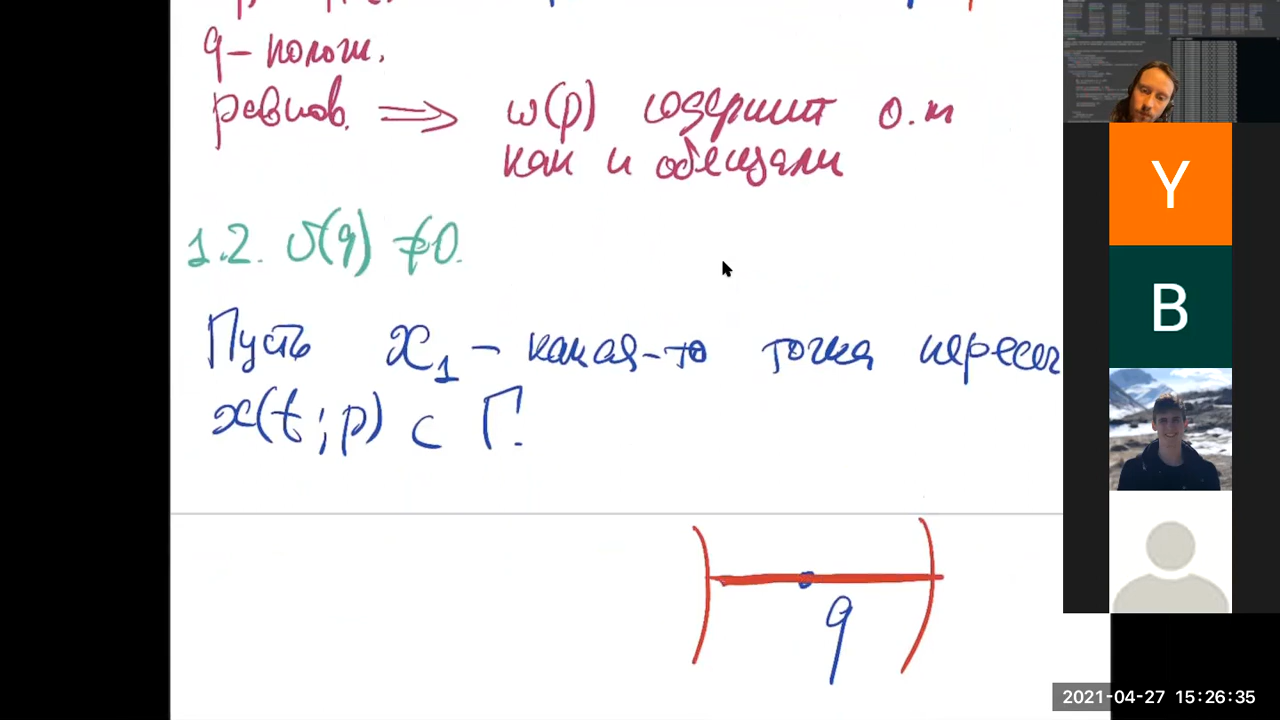 q – полож.
равнов. ⟹ ω(p) содержит о.т
как и обещали
1.2. v(q) ≠ 0.
Пусть x₁ – какая-то точка пересеч
x(t; p) с Г.
q
Y
B
2021-04-27 15:26:35